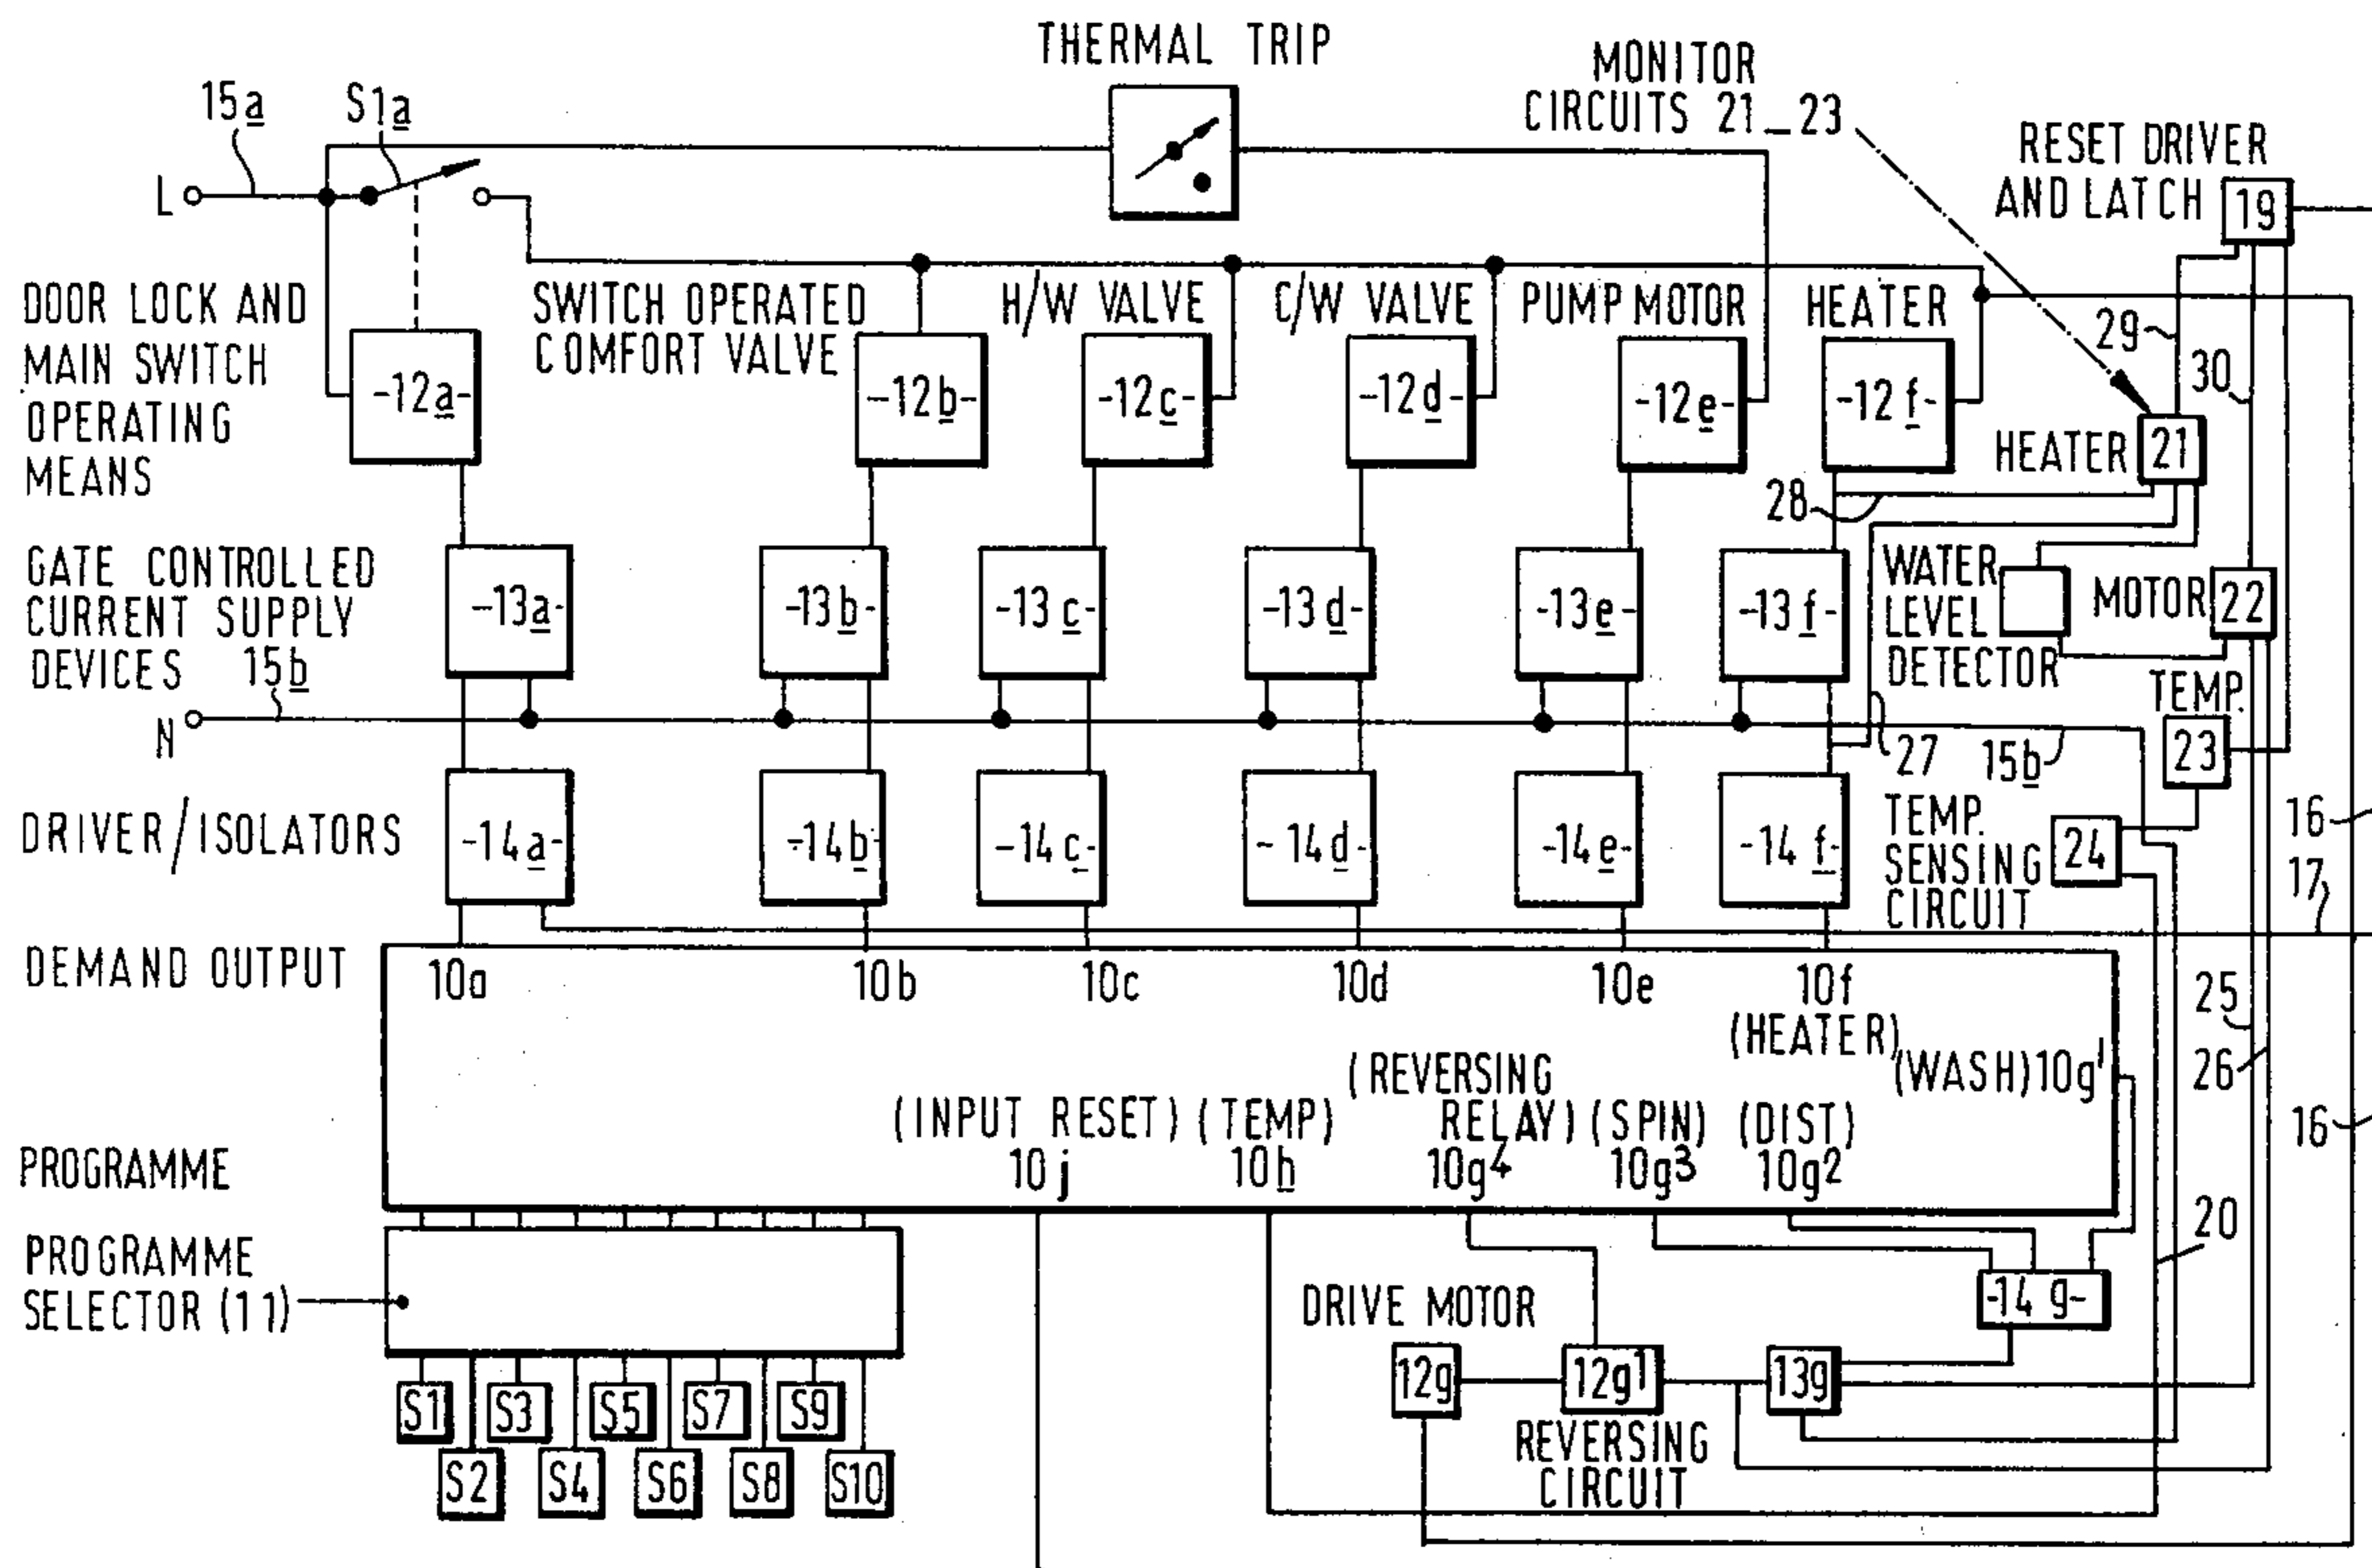 THERMAL TRIP
MONITOR
CIRCUITS 21_23
15a
S1a
L
RESET DRIVER
AND LATCH
19
DOOR LOCK AND
MAIN SWITCH
OPERATING
MEANS
SWITCH OPERATED
COMFORT VALVE
H/W VALVE
C/W VALVE
PUMP MOTOR
HEATER
29
30
-12a-
-12b-
-12c-
-12d-
-12e-
-12f-
HEATER
21
28
GATE CONTROLLED
CURRENT SUPPLY
DEVICES 15b
-13a-
-13b-
-13c-
-13d-
-13e-
-13f-
WATER
LEVEL
DETECTOR
MOTOR
22
TEMP.
23
N
27
15b
DRIVER/ISOLATORS
-14a-
-14b-
-14c-
-14d-
-14e-
-14f-
TEMP.
SENSING
CIRCUIT
24
16
17
DEMAND OUTPUT
10a
10b
10c
10d
10e
10f
(HEATER)
(WASH) 10g1
25
26
16
(INPUT RESET)
10j
(TEMP)
10h
(REVERSING
RELAY)
10g4
(SPIN)
10g3
(DIST)
10g2
PROGRAMME
20
PROGRAMME
SELECTOR (11)
-14 g-
DRIVE MOTOR
12g
12g1
13g
REVERSING
CIRCUIT
S1
S3
S5
S7
S9
S2
S4
S6
S8
S10